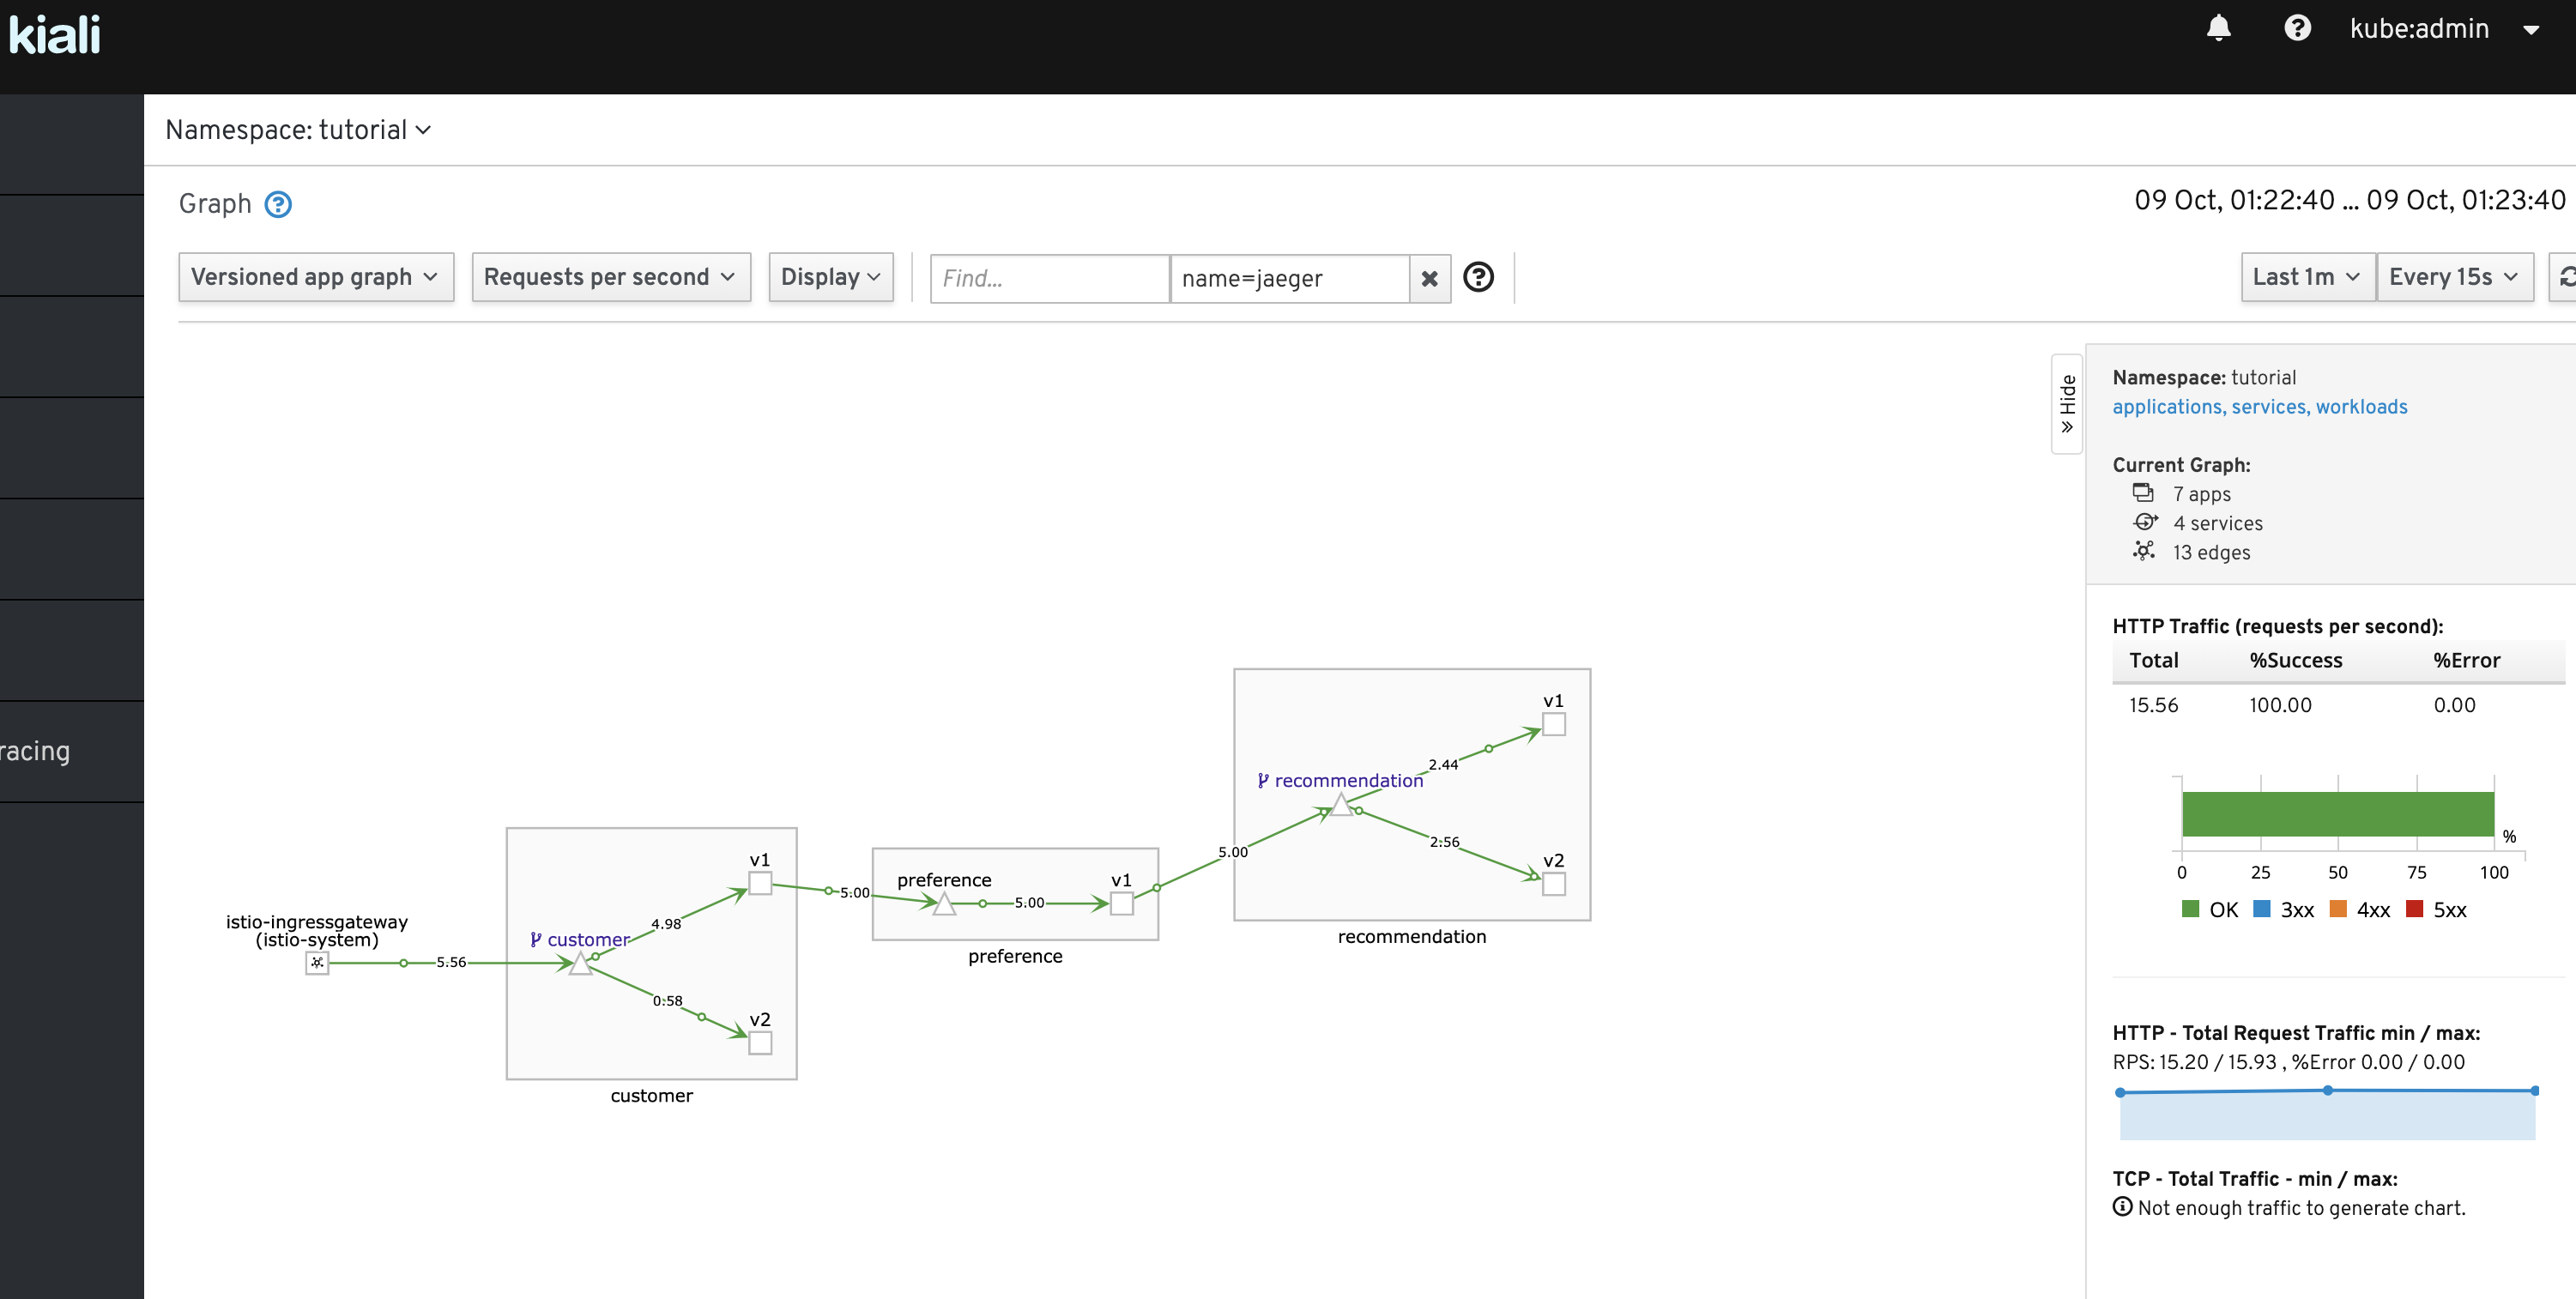 kiali
kube:admin
Namespace: tutorial
Graph
09 Oct, 01:22:40 ... 09 Oct, 01:23:40
Versioned app graph
Requests per second
Display
Find...
name=jaeger
Last 1m
Every 15s
Hide
Namespace: tutorial
applications, services, workloads
Current Graph:
7 apps
4 services
13 edges
HTTP Traffic (requests per second):
Total %Success %Error
15.56 100.00 0.00
%
0 25 50 75 100
OK 3xx 4xx 5xx
HTTP - Total Request Traffic min / max:
RPS: 15.20 / 15.93 , %Error 0.00 / 0.00
TCP - Total Traffic - min / max:
Not enough traffic to generate chart.
racing
istio-ingressgateway
(istio-system)
5.56
customer
4.98
0.58
v1
v2
customer
5.00
preference
5.00
v1
preference
5.00
recommendation
2.44
2.56
v1
v2
recommendation